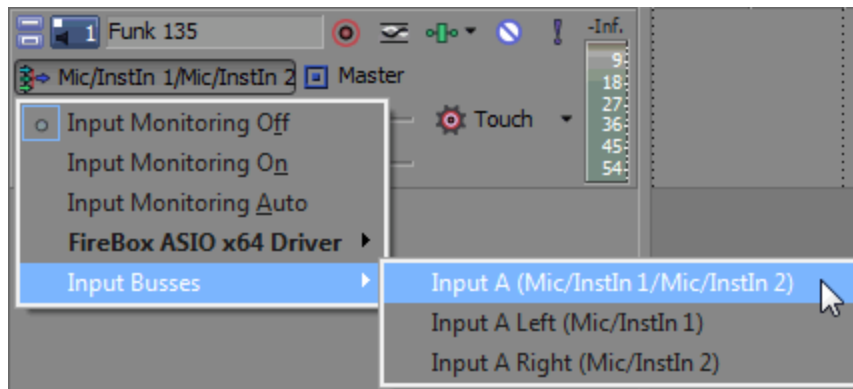 1 Funk 135
-Inf.
Mic/InstIn 1/Mic/InstIn 2 Master
9
18
27
36
45
54
Touch
Input Monitoring Off
Input Monitoring On
Input Monitoring Auto
FireBox ASIO x64 Driver
Input Busses
Input A (Mic/InstIn 1/Mic/InstIn 2)
Input A Left (Mic/InstIn 1)
Input A Right (Mic/InstIn 2)